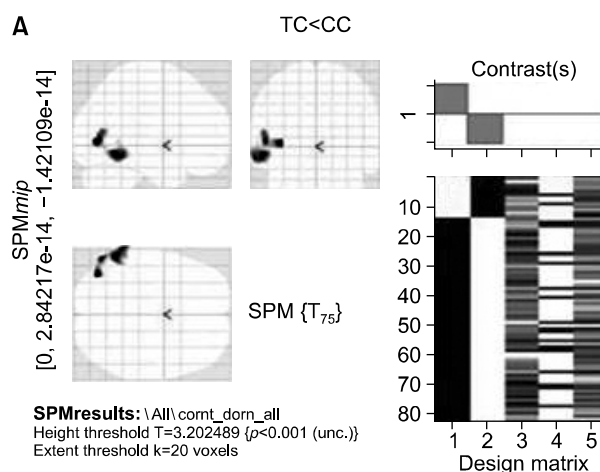 A
TC<CC
SPMmip
[0, 2.84217e-14, −1.42109e-14]
SPM {T75}
SPMresults: \All\cornt_dorn_all
Height threshold T=3.202489 {p<0.001 (unc.)}
Extent threshold k=20 voxels
Contrast(s)
1
1 2 3 4 5
10
20
30
40
50
60
70
80
Design matrix